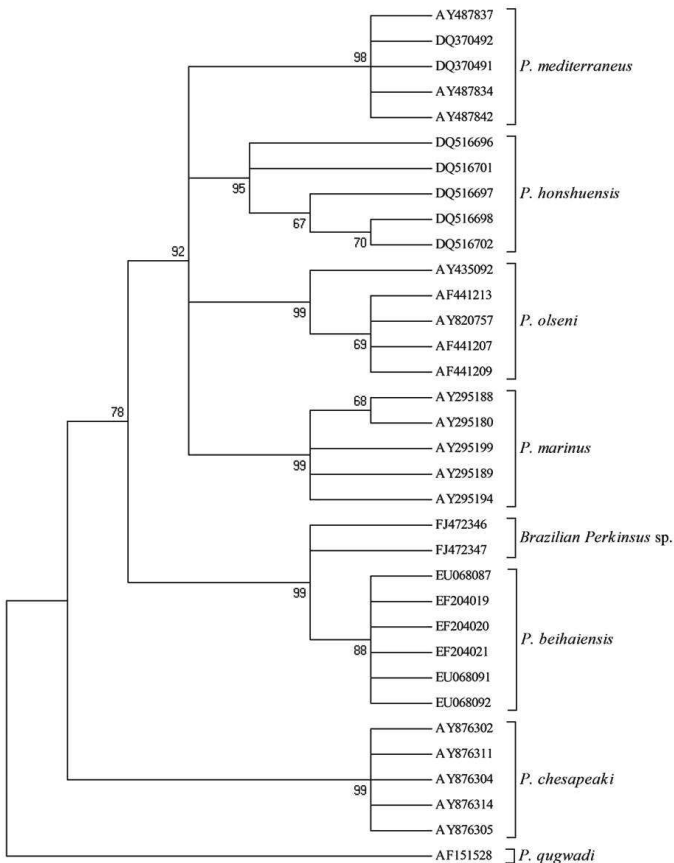 AY487837
DQ370492
98
DQ370491
P. mediterraneus
AY487834
AY487842
DQ516696
DQ516701
95
DQ516697
P. honshuensis
67
DQ516698
70
DQ516702
92
AY435092
AF441213
99
AY820757
P. olseni
69
AF441207
AF441209
68
AY295188
AY295180
78
AY295199
P. marinus
99
AY295189
AY295194
FJ472346
Brazilian Perkinsus sp.
FJ472347
99
EU068087
EF204019
EF204020
P. beihaiensis
88
EF204021
EU068091
EU068092
AY876302
AY876311
AY876304
P. chesapeaki
99
AY876314
AY876305
AF151528
P. qugwadi